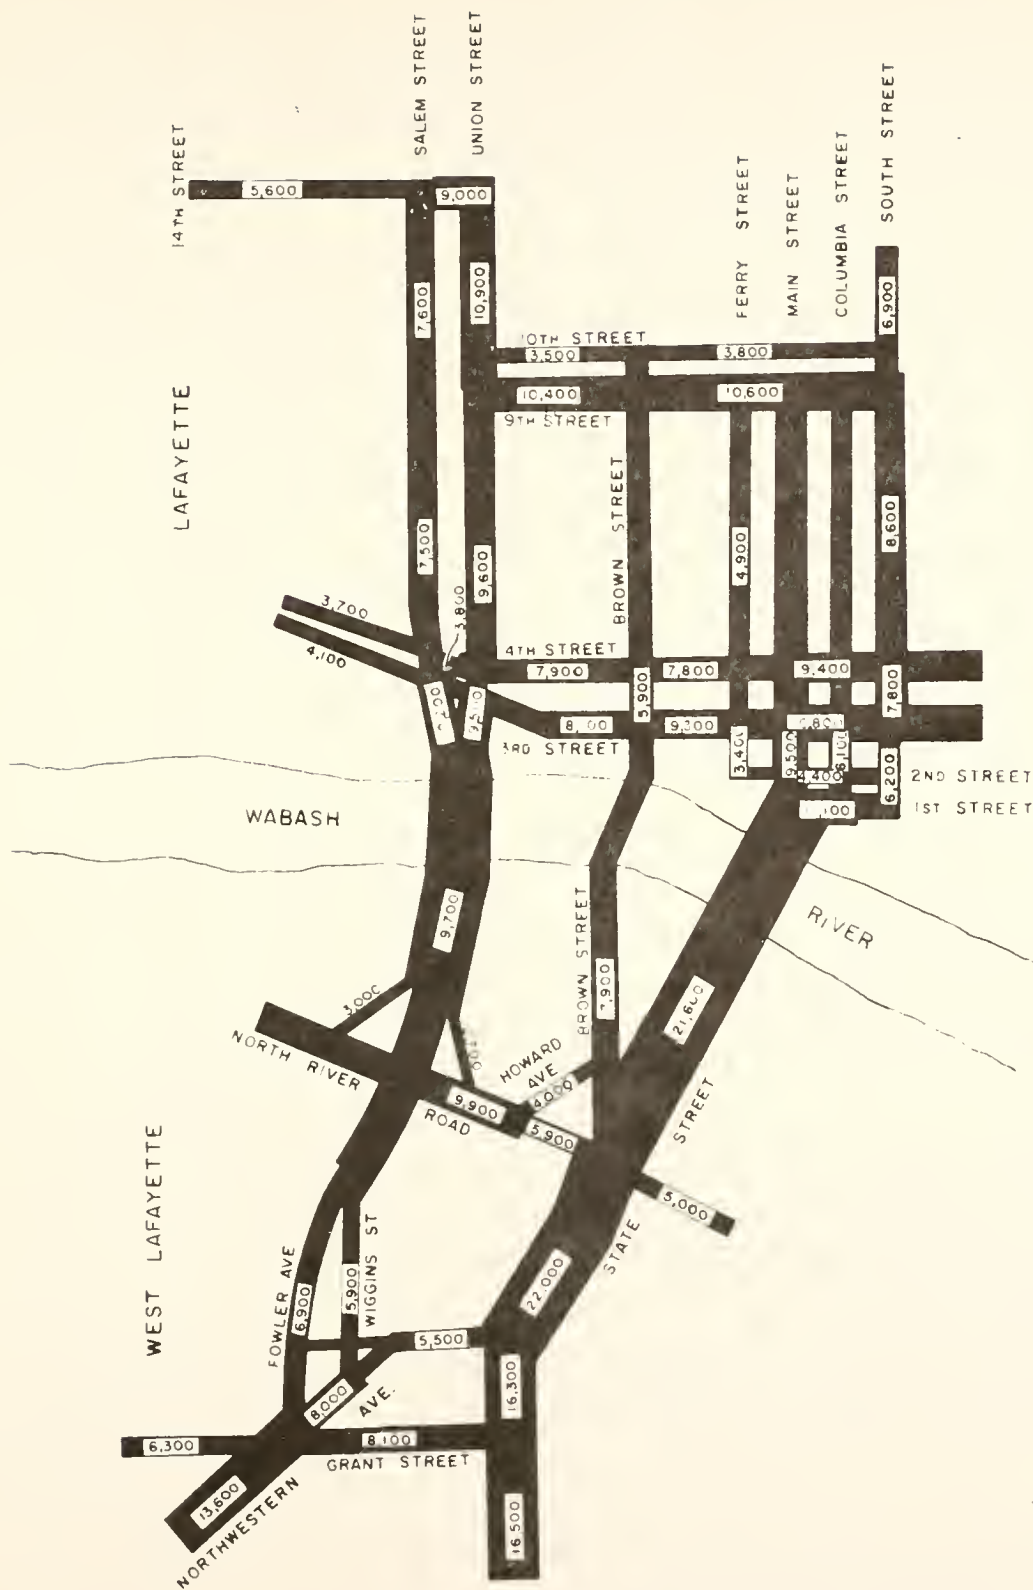 SALEM STREET
UNION STREET
14TH STREET
5,600
9,000
FERRY STREET
MAIN STREET
COLUMBIA STREET
SOUTH STREET
7,600
10,900
6,900
10TH STREET
3,500
3,800
10,400
10,600
9TH STREET
LAFAYETTE
BROWN STREET
7,500
9,600
4,900
8,600
3,700
3,800
4,100
4TH STREET
7,900
7,800
9,400
5,900
7,800
9,500
3RD STREET
9,300
3,400
9,500
6,100
4,400
6,200
2ND STREET
1ST STREET
WABASH
RIVER
9,700
BROWN STREET
7,900
21,600
3,000
NORTH RIVER
ROAD
HOWARD
AVE
4,000
9,900
5,900
STATE STREET
5,000
WEST LAFAYETTE
FOWLER AVE
6,900
5,900
WIGGINS ST
22,000
5,500
16,300
8,000
AVE.
6,300
8,100
GRANT STREET
13,600
NORTHWESTERN
16,500